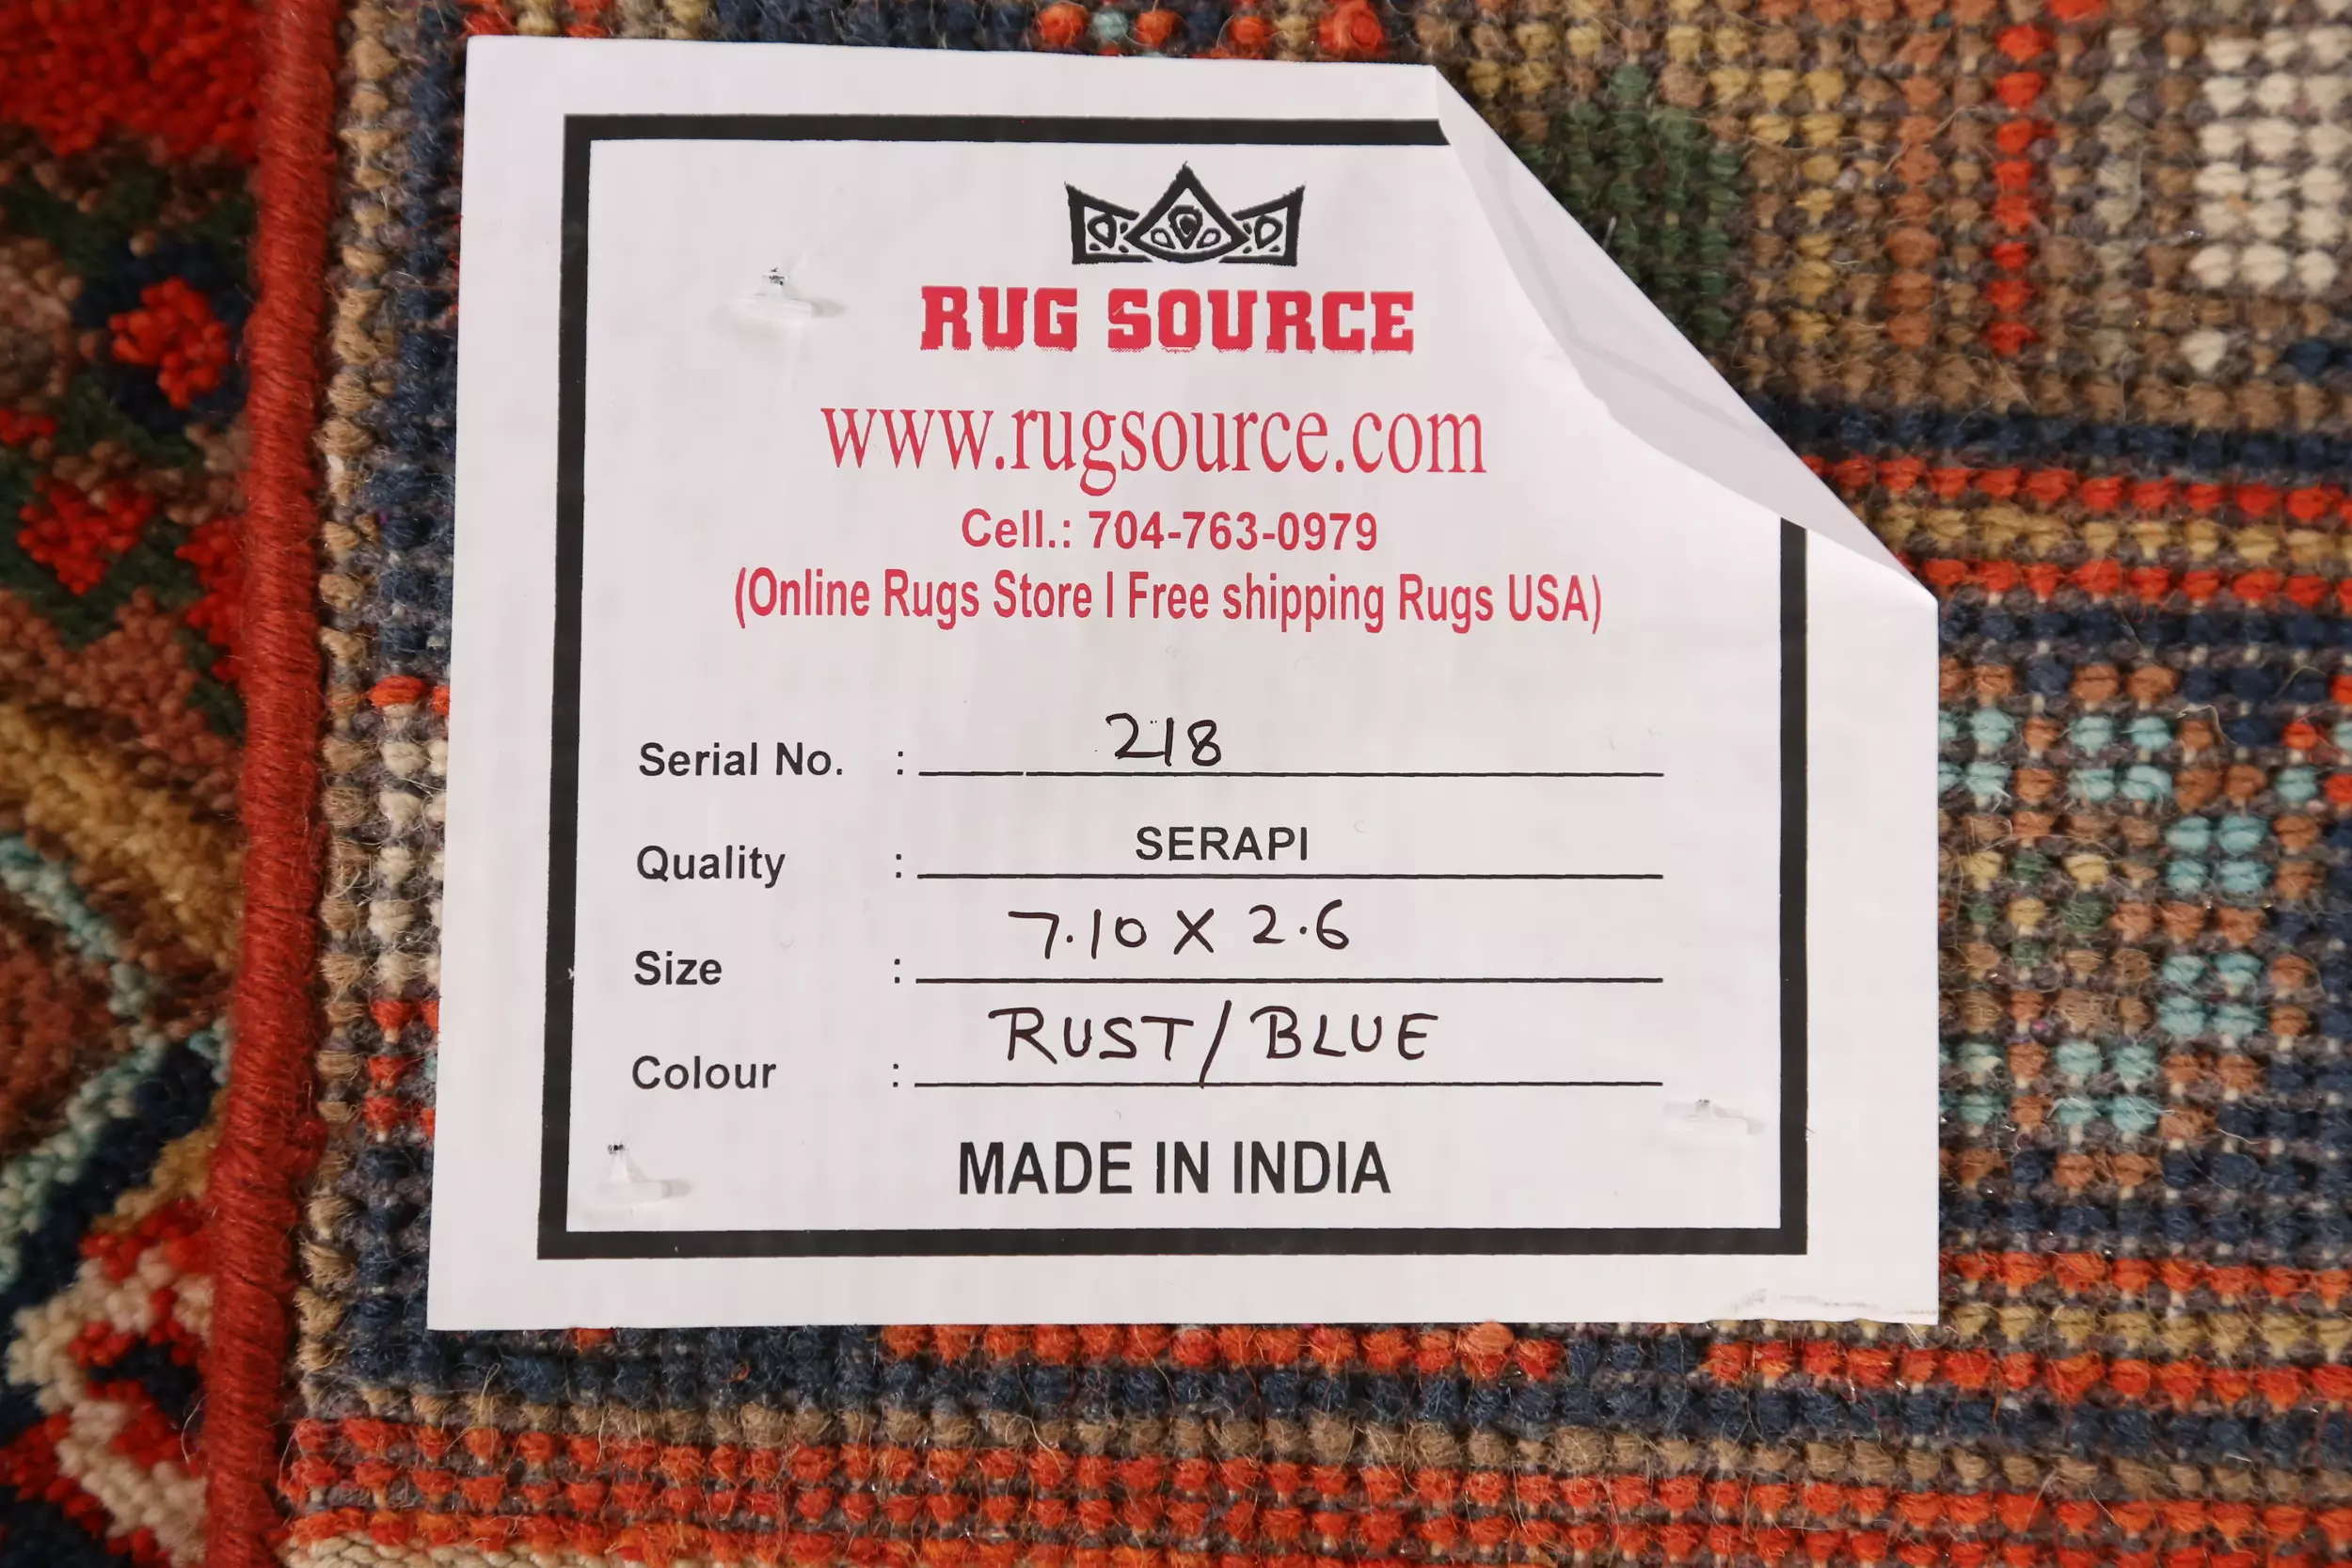 RUG SOURCE
www.rugsource.com
Cell.: 704-763-0979
(Online Rugs Store I Free shipping Rugs USA)
Serial No. : 218
Quality : SERAPI
Size : 7.10 X 2.6
Colour : RUST/BLUE
MADE IN INDIA